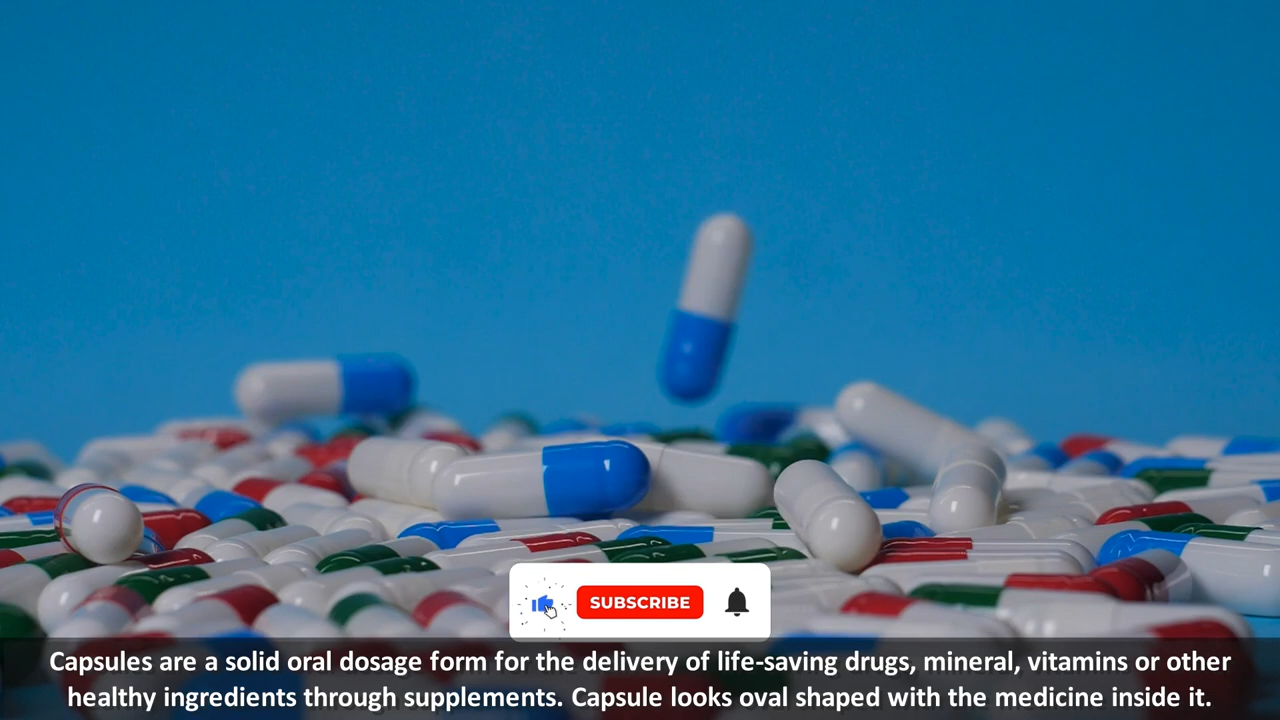 SUBSCRIBE
Capsules are a solid oral dosage form for the delivery of life-saving drugs, mineral, vitamins or other
healthy ingredients through supplements. Capsule looks oval shaped with the medicine inside it.